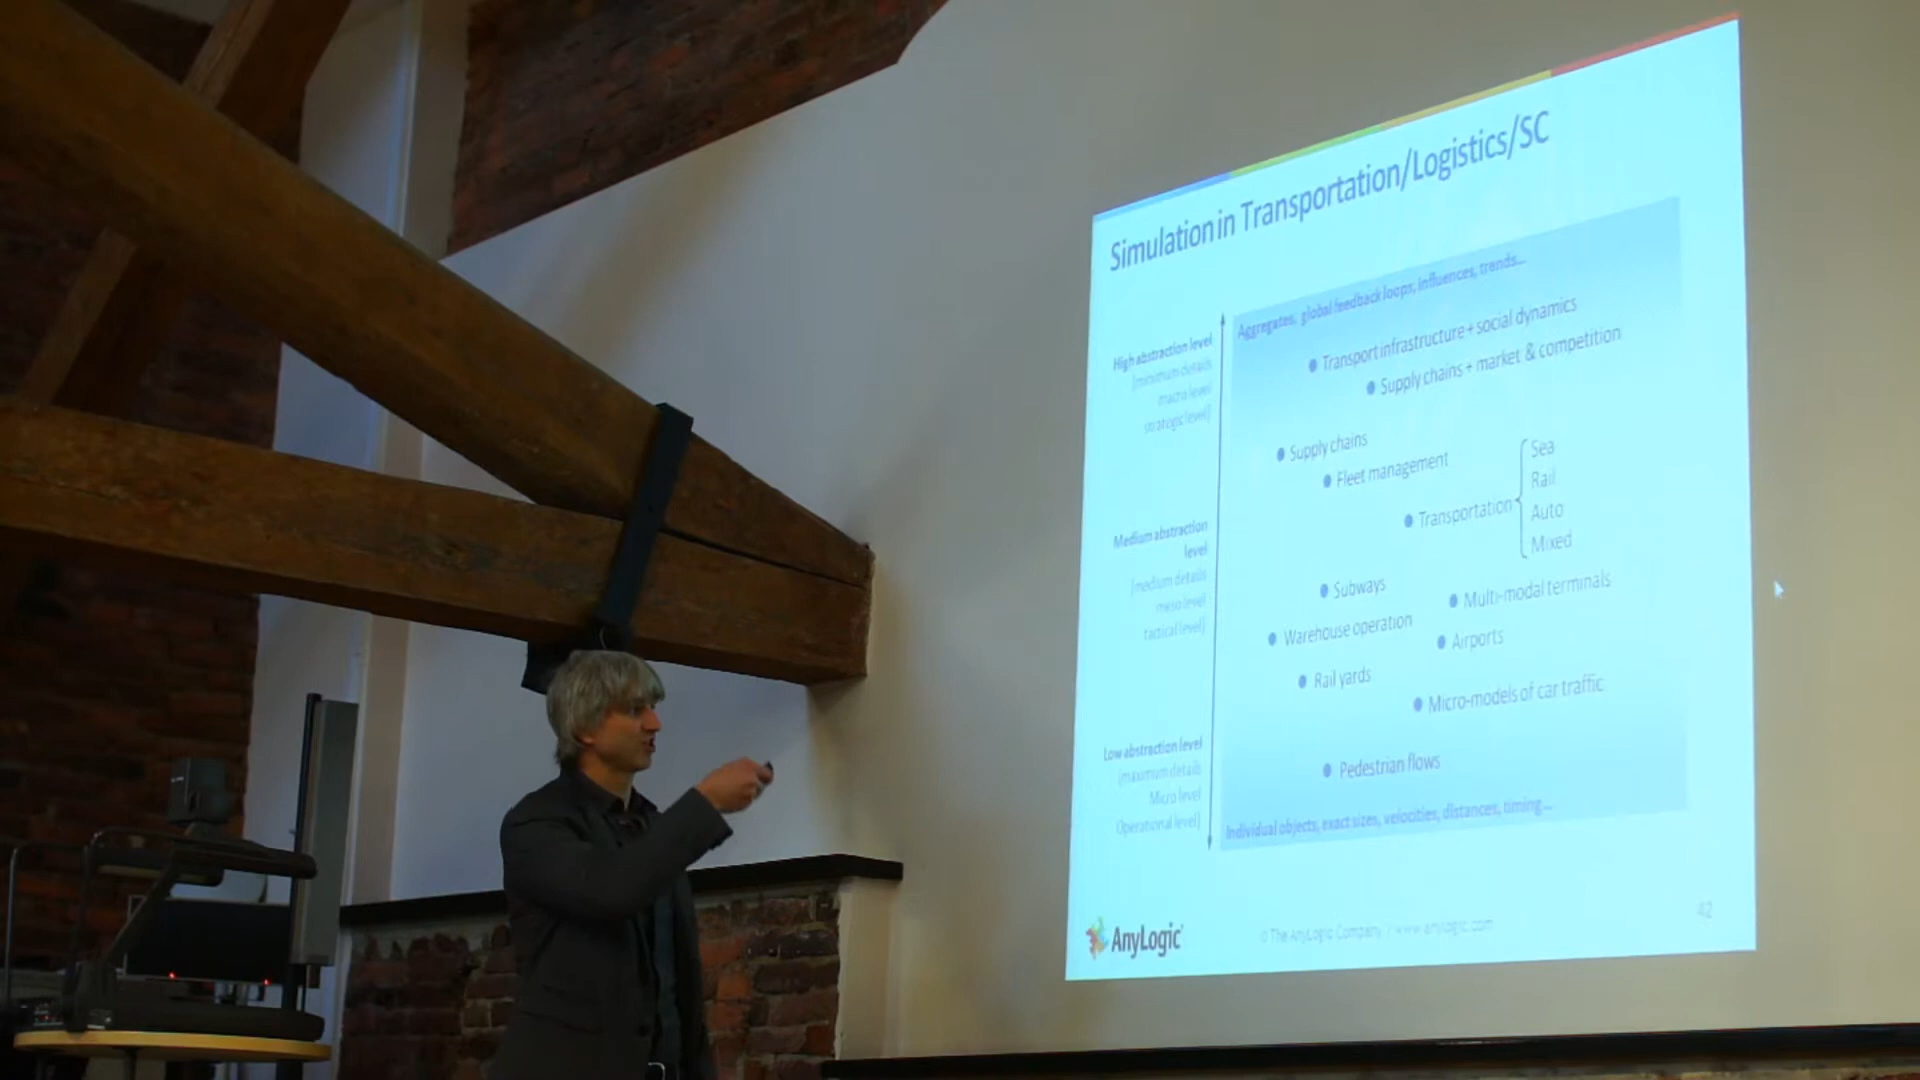 Simulation in Transportation/Logistics/SC
Aggregates, global feedback loops, influences, trends...
High abstraction level
[minimum details
macro level
strategic level]
Transport infrastructure + social dynamics
Supply chains + market & competition
Supply chains
Fleet management
Transportation
Sea
Rail
Auto
Mixed
Medium abstraction
level
[medium details
meso level
tactical level]
Subways
Multi-modal terminals
Warehouse operation
Airports
Rail yards
Micro-models of car traffic
Low abstraction level
[maximum details
Micro level
Operational level]
Pedestrian flows
Individual objects, exact sizes, velocities, distances, timing...
AnyLogic
© The AnyLogic Company | www.anylogic.com
42